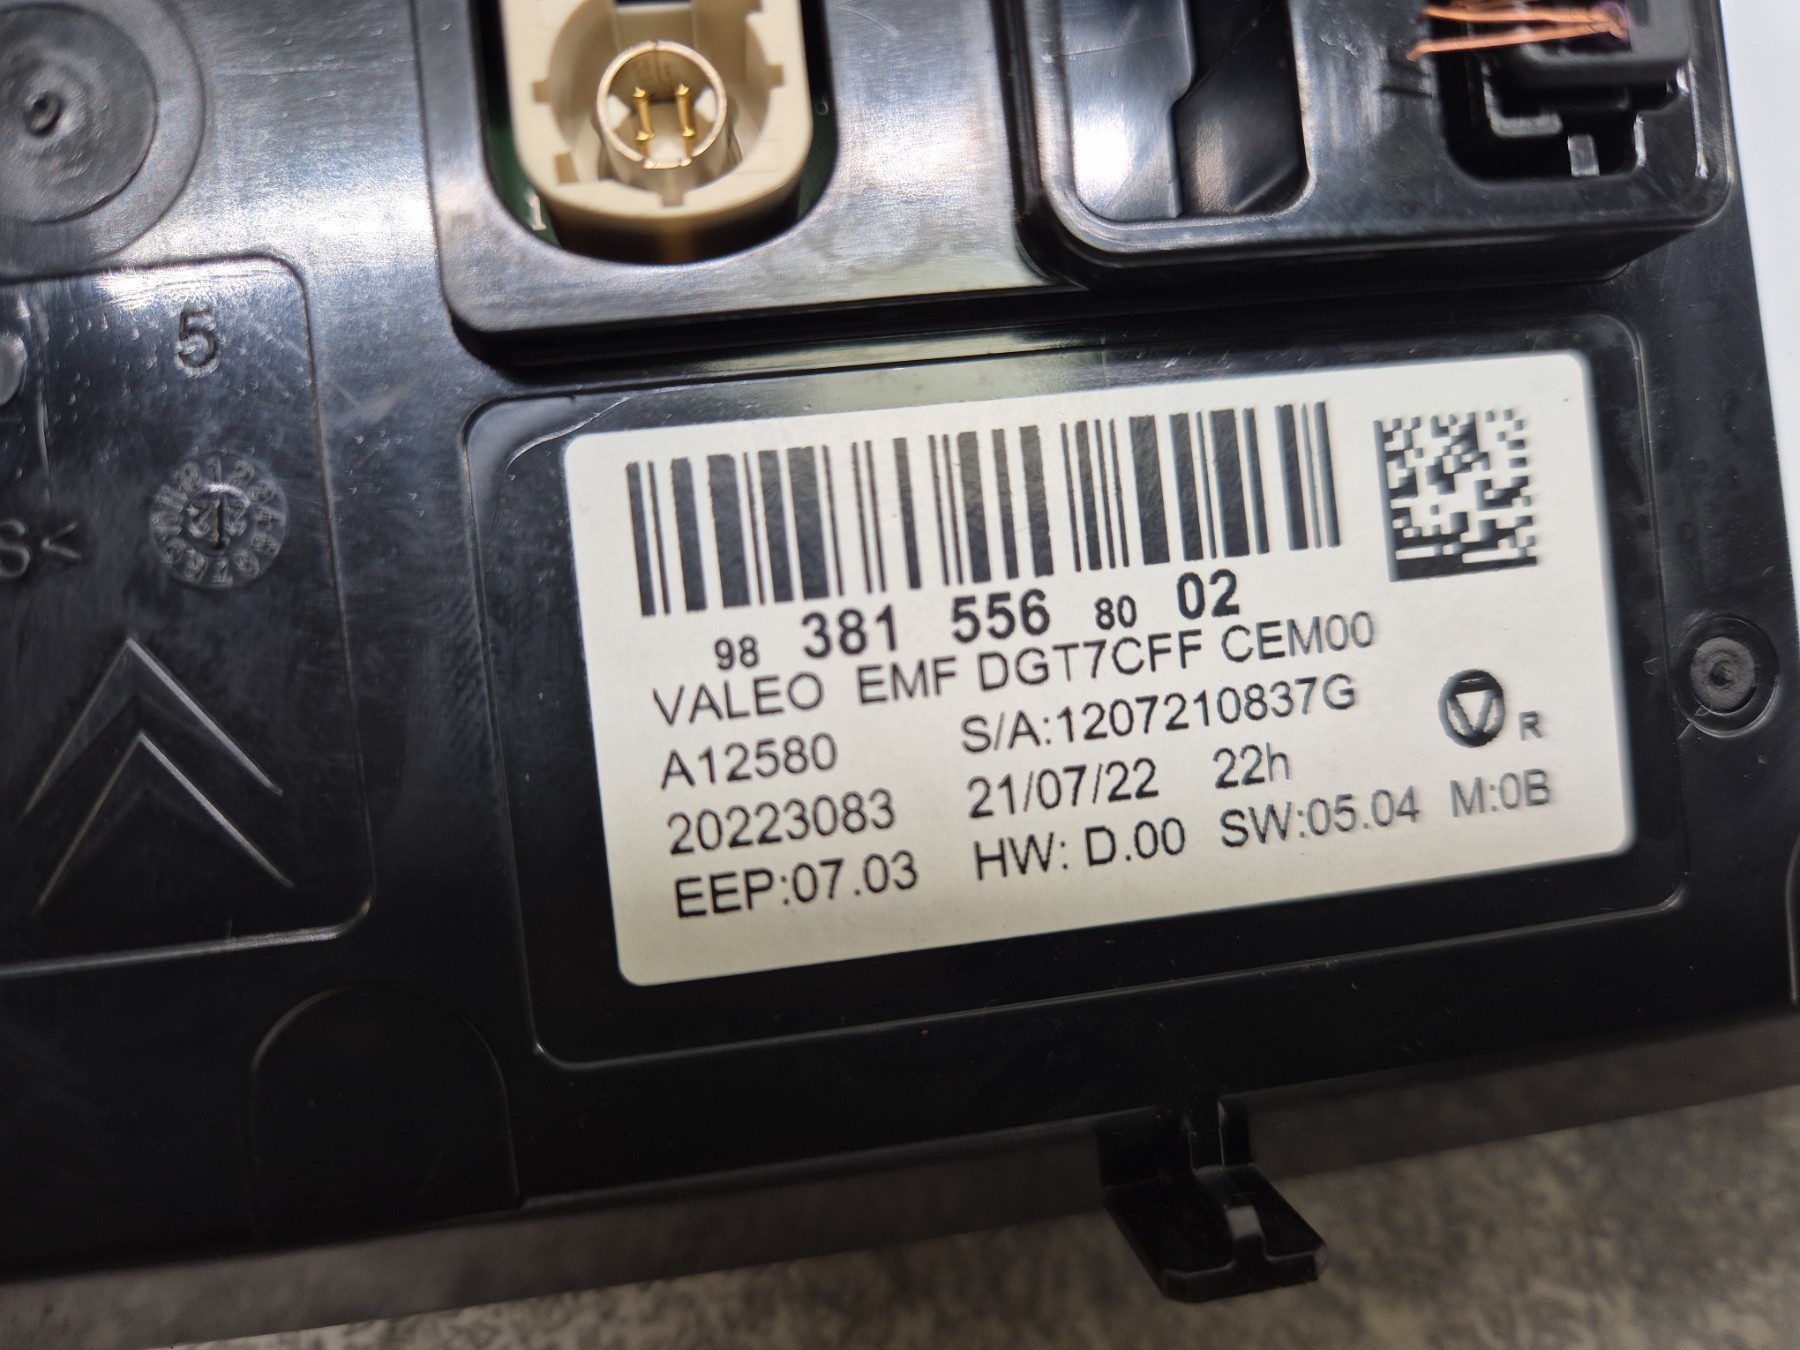 1
5
S<
98 381 556 80 02
VALEO EMF DGT7CFF CEM00
A12580 S/A:1207210837G
20223083 21/07/22 22h
R
EEP:07.03 HW: D.00 SW:05.04 M:0B